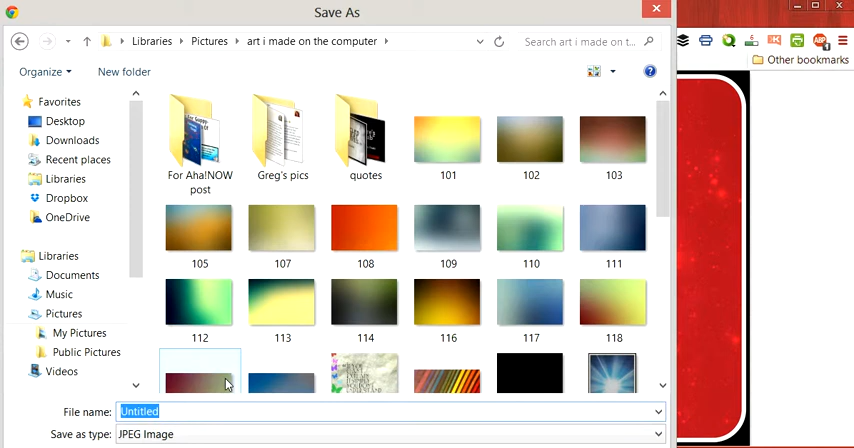 Save As
Libraries Pictures art i made on the computer
Search art i made on t...
Organize New folder
Favorites
Desktop
Downloads
Recent places
Libraries
Dropbox
OneDrive
Libraries
Documents
Music
Pictures
My Pictures
Public Pictures
Videos
For Aha!NOW
post
Greg's pics
quotes
101
102
103
105
107
108
109
110
111
112
113
114
116
117
118
File name: Untitled
Save as type: JPEG Image
6
ABP
Other bookmarks